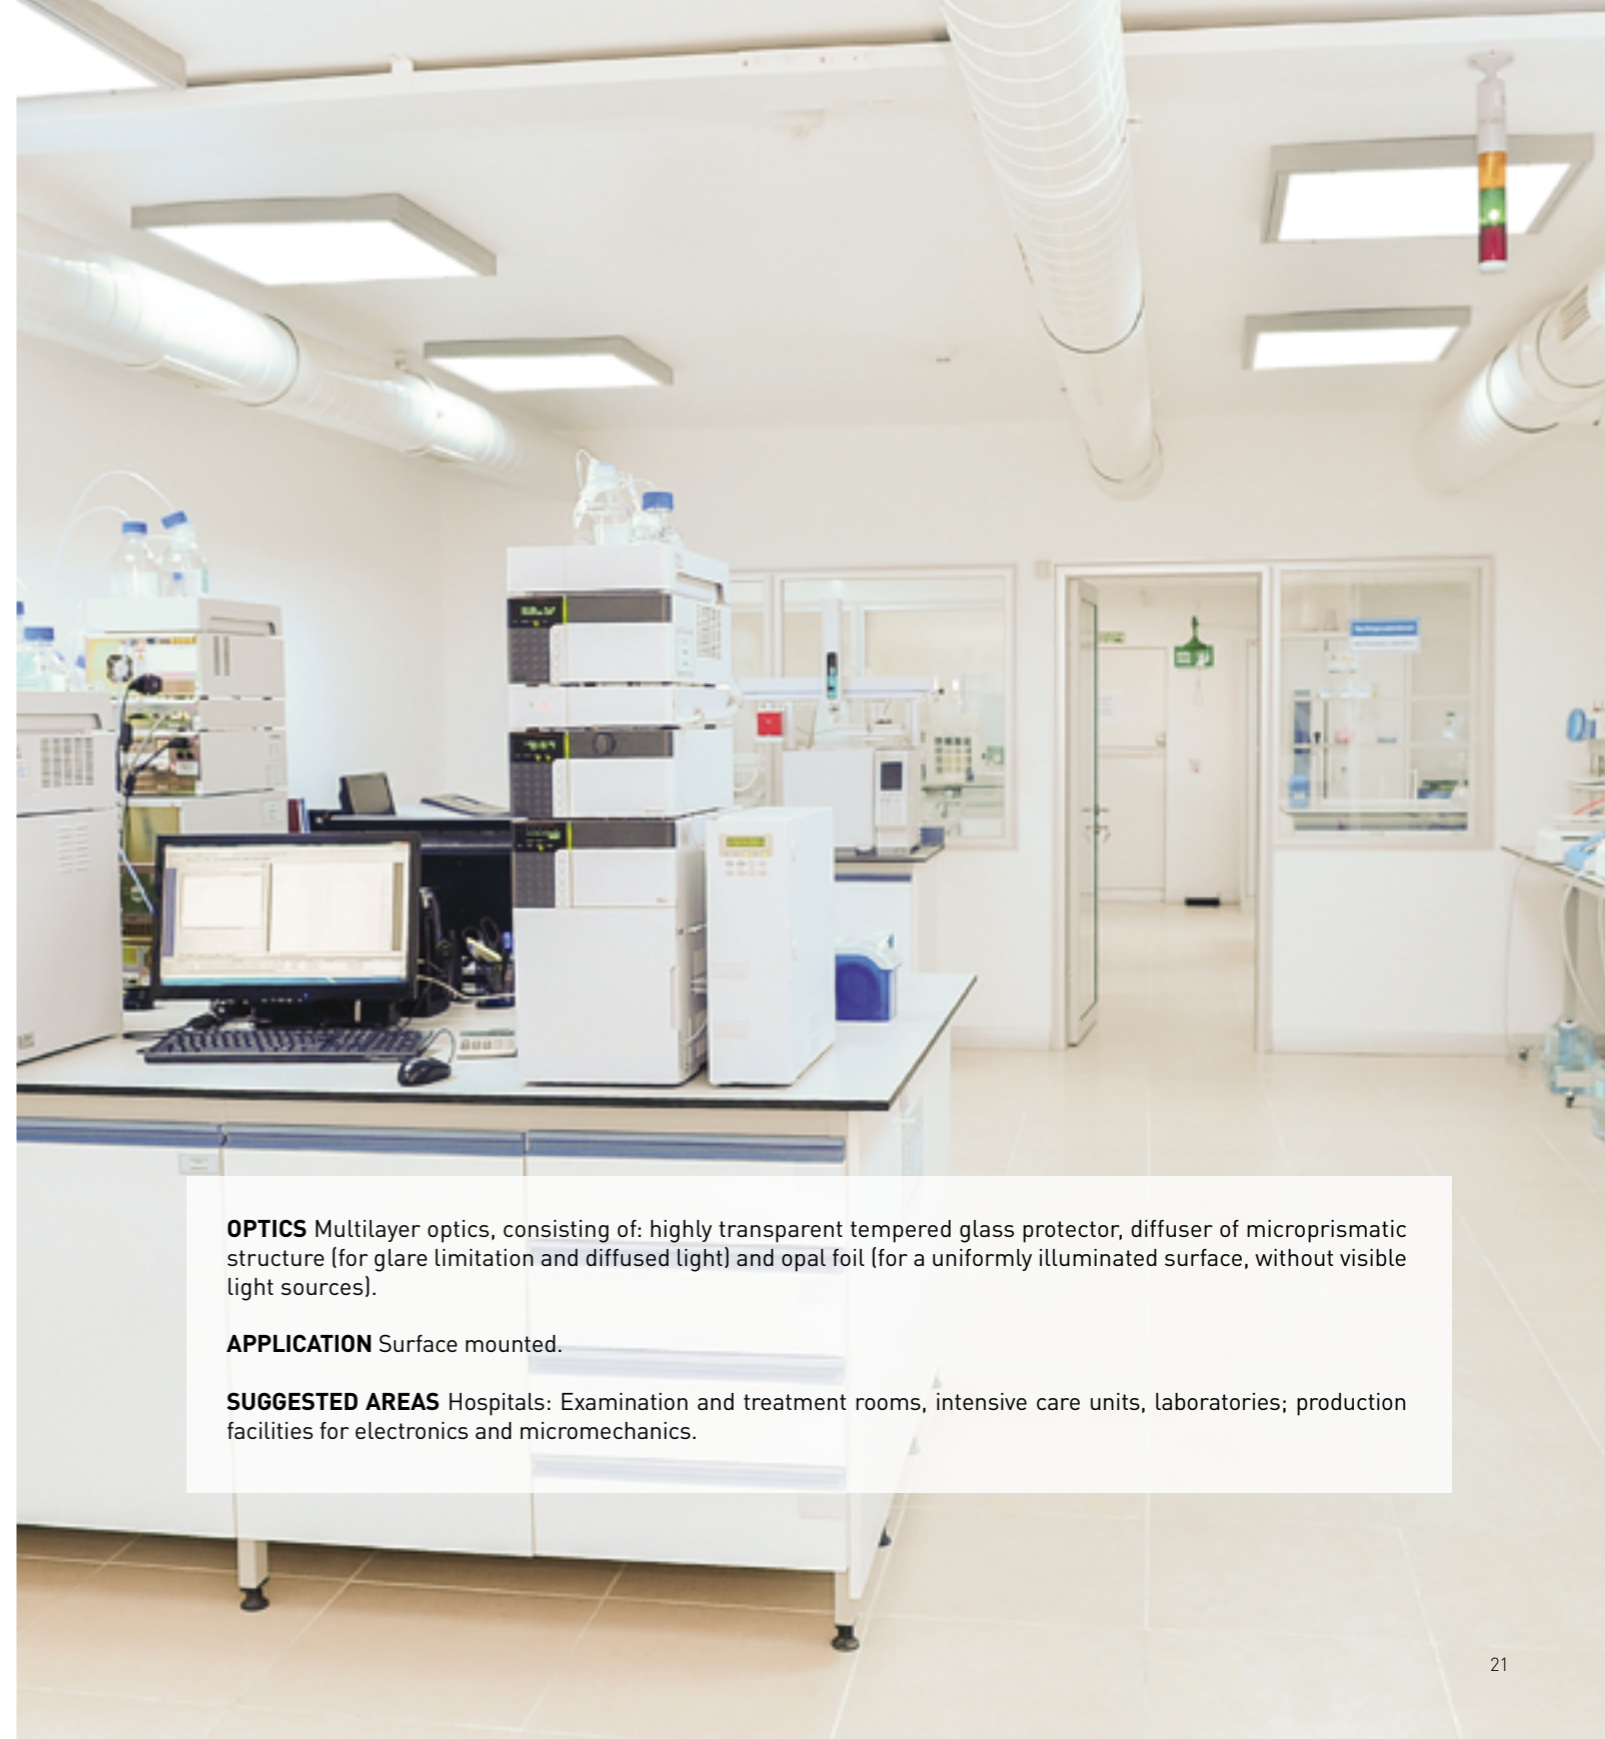 OPTICS Multilayer optics, consisting of: highly transparent tempered glass protector, diffuser of microprismatic
structure (for glare limitation and diffused light) and opal foil (for a uniformly illuminated surface, without visible
light sources).
APPLICATION Surface mounted.
SUGGESTED AREAS Hospitals: Examination and treatment rooms, intensive care units, laboratories; production
facilities for electronics and micromechanics.
21